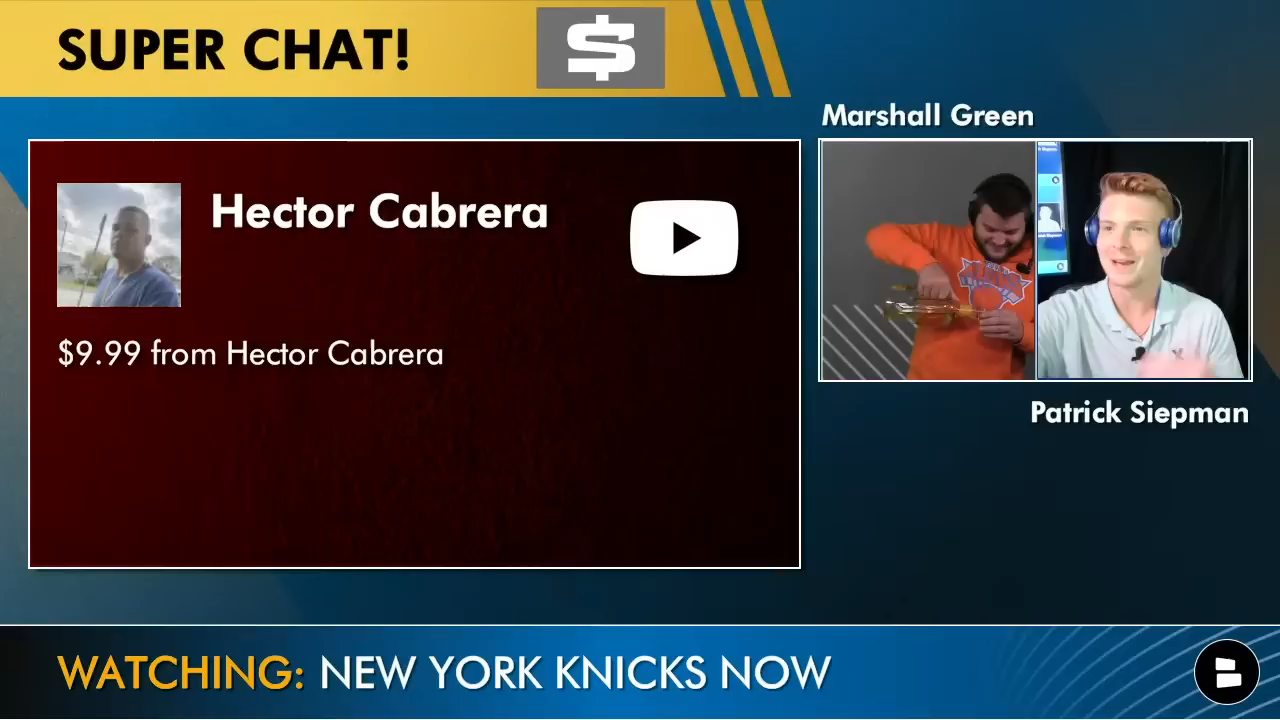 SUPER CHAT!
Marshall Green
Hector Cabrera
$9.99 from Hector Cabrera
Patrick Siepman
WATCHING: NEW YORK KNICKS NOW